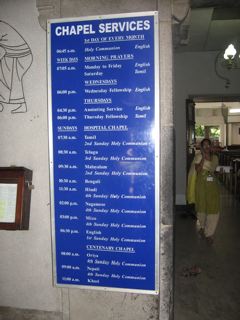 CHAPEL SERVICES
1st DAY OF EVERY MONTH
06.45 a.m. Holy Communion English
WEEK DAYS MORNING PRAYERS
07.05 a.m. Monday to Friday English
Saturday Tamil
WEDNESDAYS
06.00 p.m. Wednesday Fellowship English
THURSDAYS
04.30 p.m. Anointing Service English
06.00 p.m. Thursday Fellowship Tamil
SUNDAYS HOSPITAL CHAPEL
07.30 a.m. Tamil
2nd Sunday Holy Communion
08.30 a.m. Telugu
3rd Sunday Holy Communion
09.30 a.m. Malayalam
2nd Sunday Holy Communion
10.30 a.m. Bengali
11.30 a.m. Hindi
4th Sunday Holy Communion
02.00 p.m. Nagamese
4th Sunday Holy Communion
03.00 p.m. Mizo
4th Sunday Holy Communion
06.30 p.m. English
1st Sunday Holy Communion
CENTENARY CHAPEL
08.00 a.m. Oriya
4th Sunday Holy Communion
09.00 a.m. Nepali
4th Sunday Holy Communion
11.00 a.m. Khasi